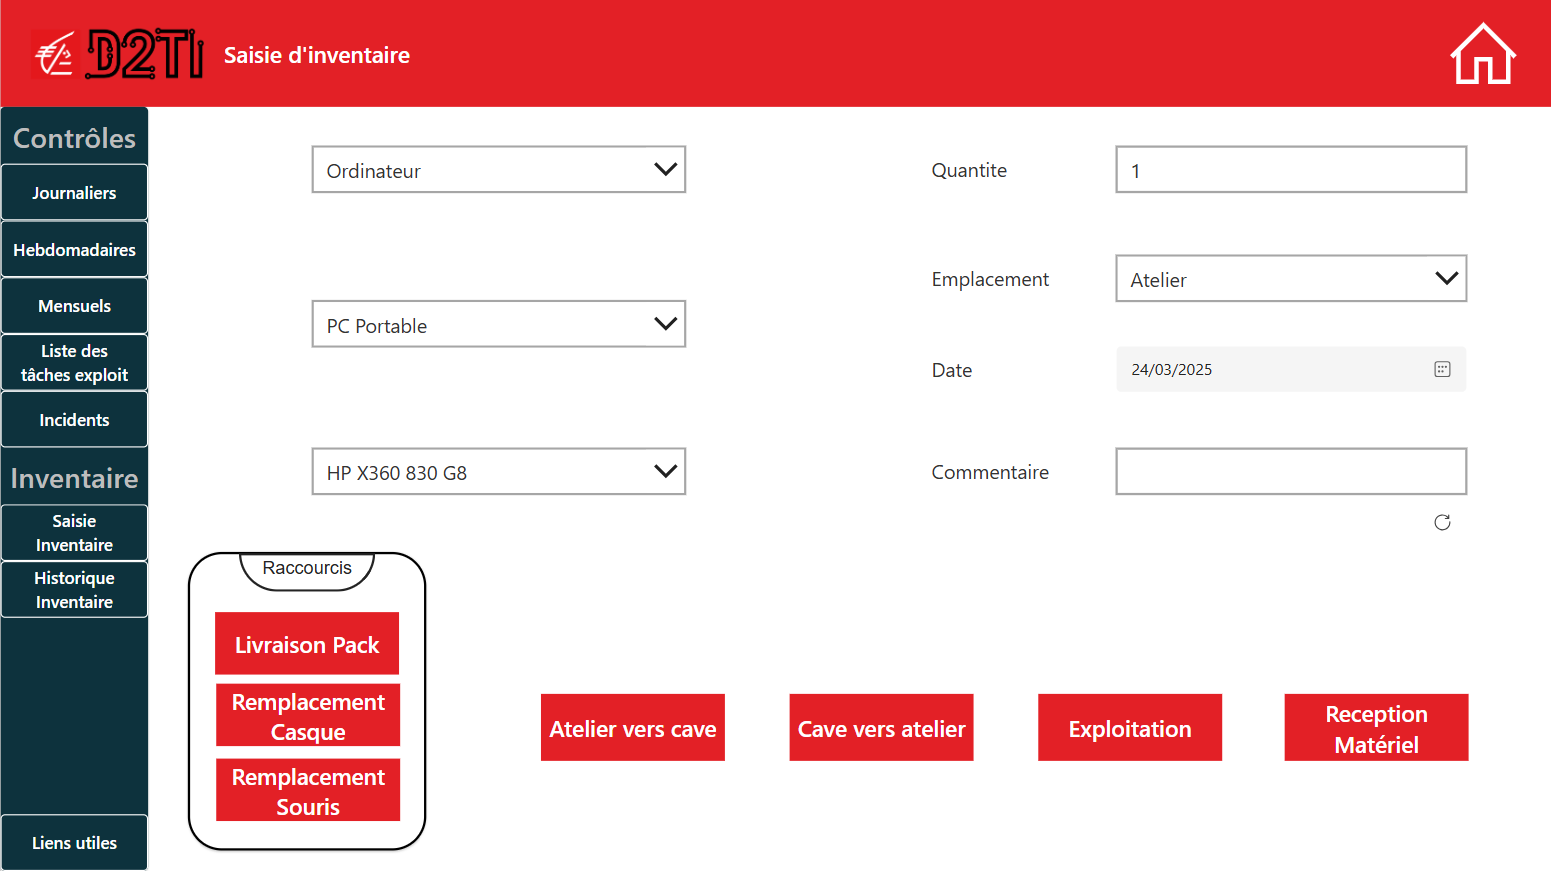 D2TI
Saisie d'inventaire
Contrôles
Journaliers
Hebdomadaires
Mensuels
Liste des
tâches exploit
Incidents
Inventaire
Saisie
Inventaire
Historique
Inventaire
Liens utiles
Ordinateur
PC Portable
HP X360 830 G8
Quantite
1
Emplacement
Atelier
Date
24/03/2025
Commentaire
Raccourcis
Livraison Pack
Remplacement
Casque
Remplacement
Souris
Atelier vers cave
Cave vers atelier
Exploitation
Reception
Matériel